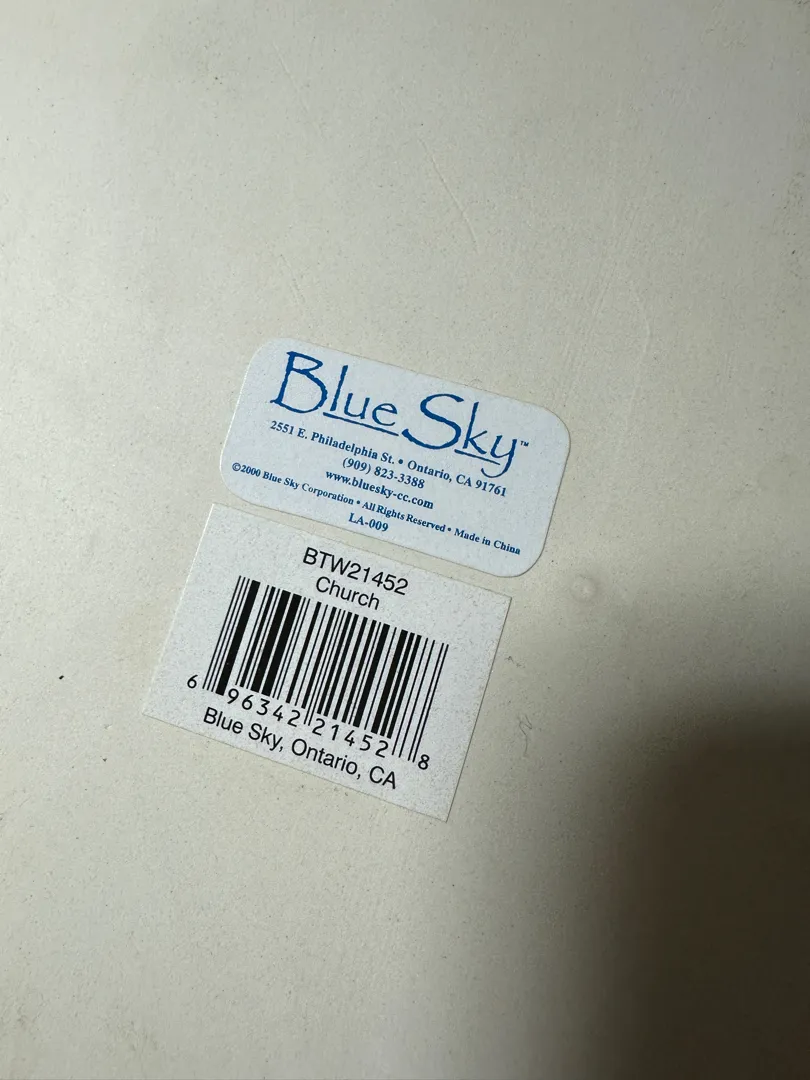 Blue Sky™
2551 E. Philadelphia St. • Ontario, CA 91761
(909) 823-3388
www.bluesky-cc.com
©2000 Blue Sky Corporation • All Rights Reserved • Made in China
LA-009
BTW21452
Church
6 96342 21452 8
Blue Sky, Ontario, CA